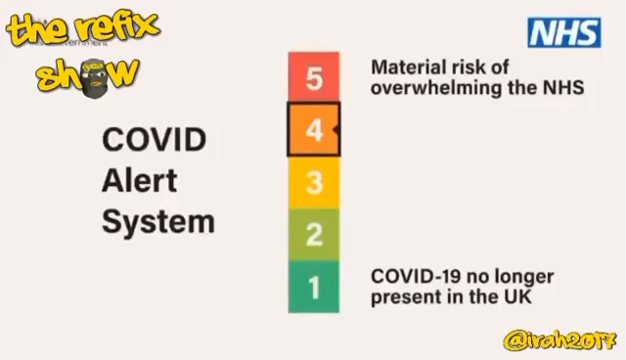 the refix
show
NHS
COVID
Alert
System
5
4
3
2
1
Material risk of
overwhelming the NHS
COVID-19 no longer
present in the UK
@irah2017